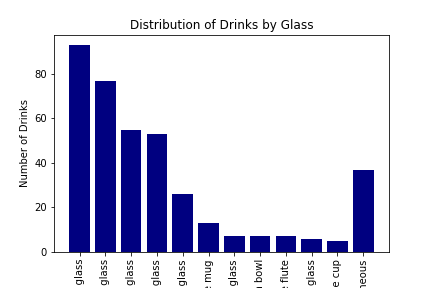 Distribution of Drinks by Glass
Number of Drinks
80
60
40
20
0
glass
glass
glass
glass
glass
mug
glass
bowl
flute
glass
cup